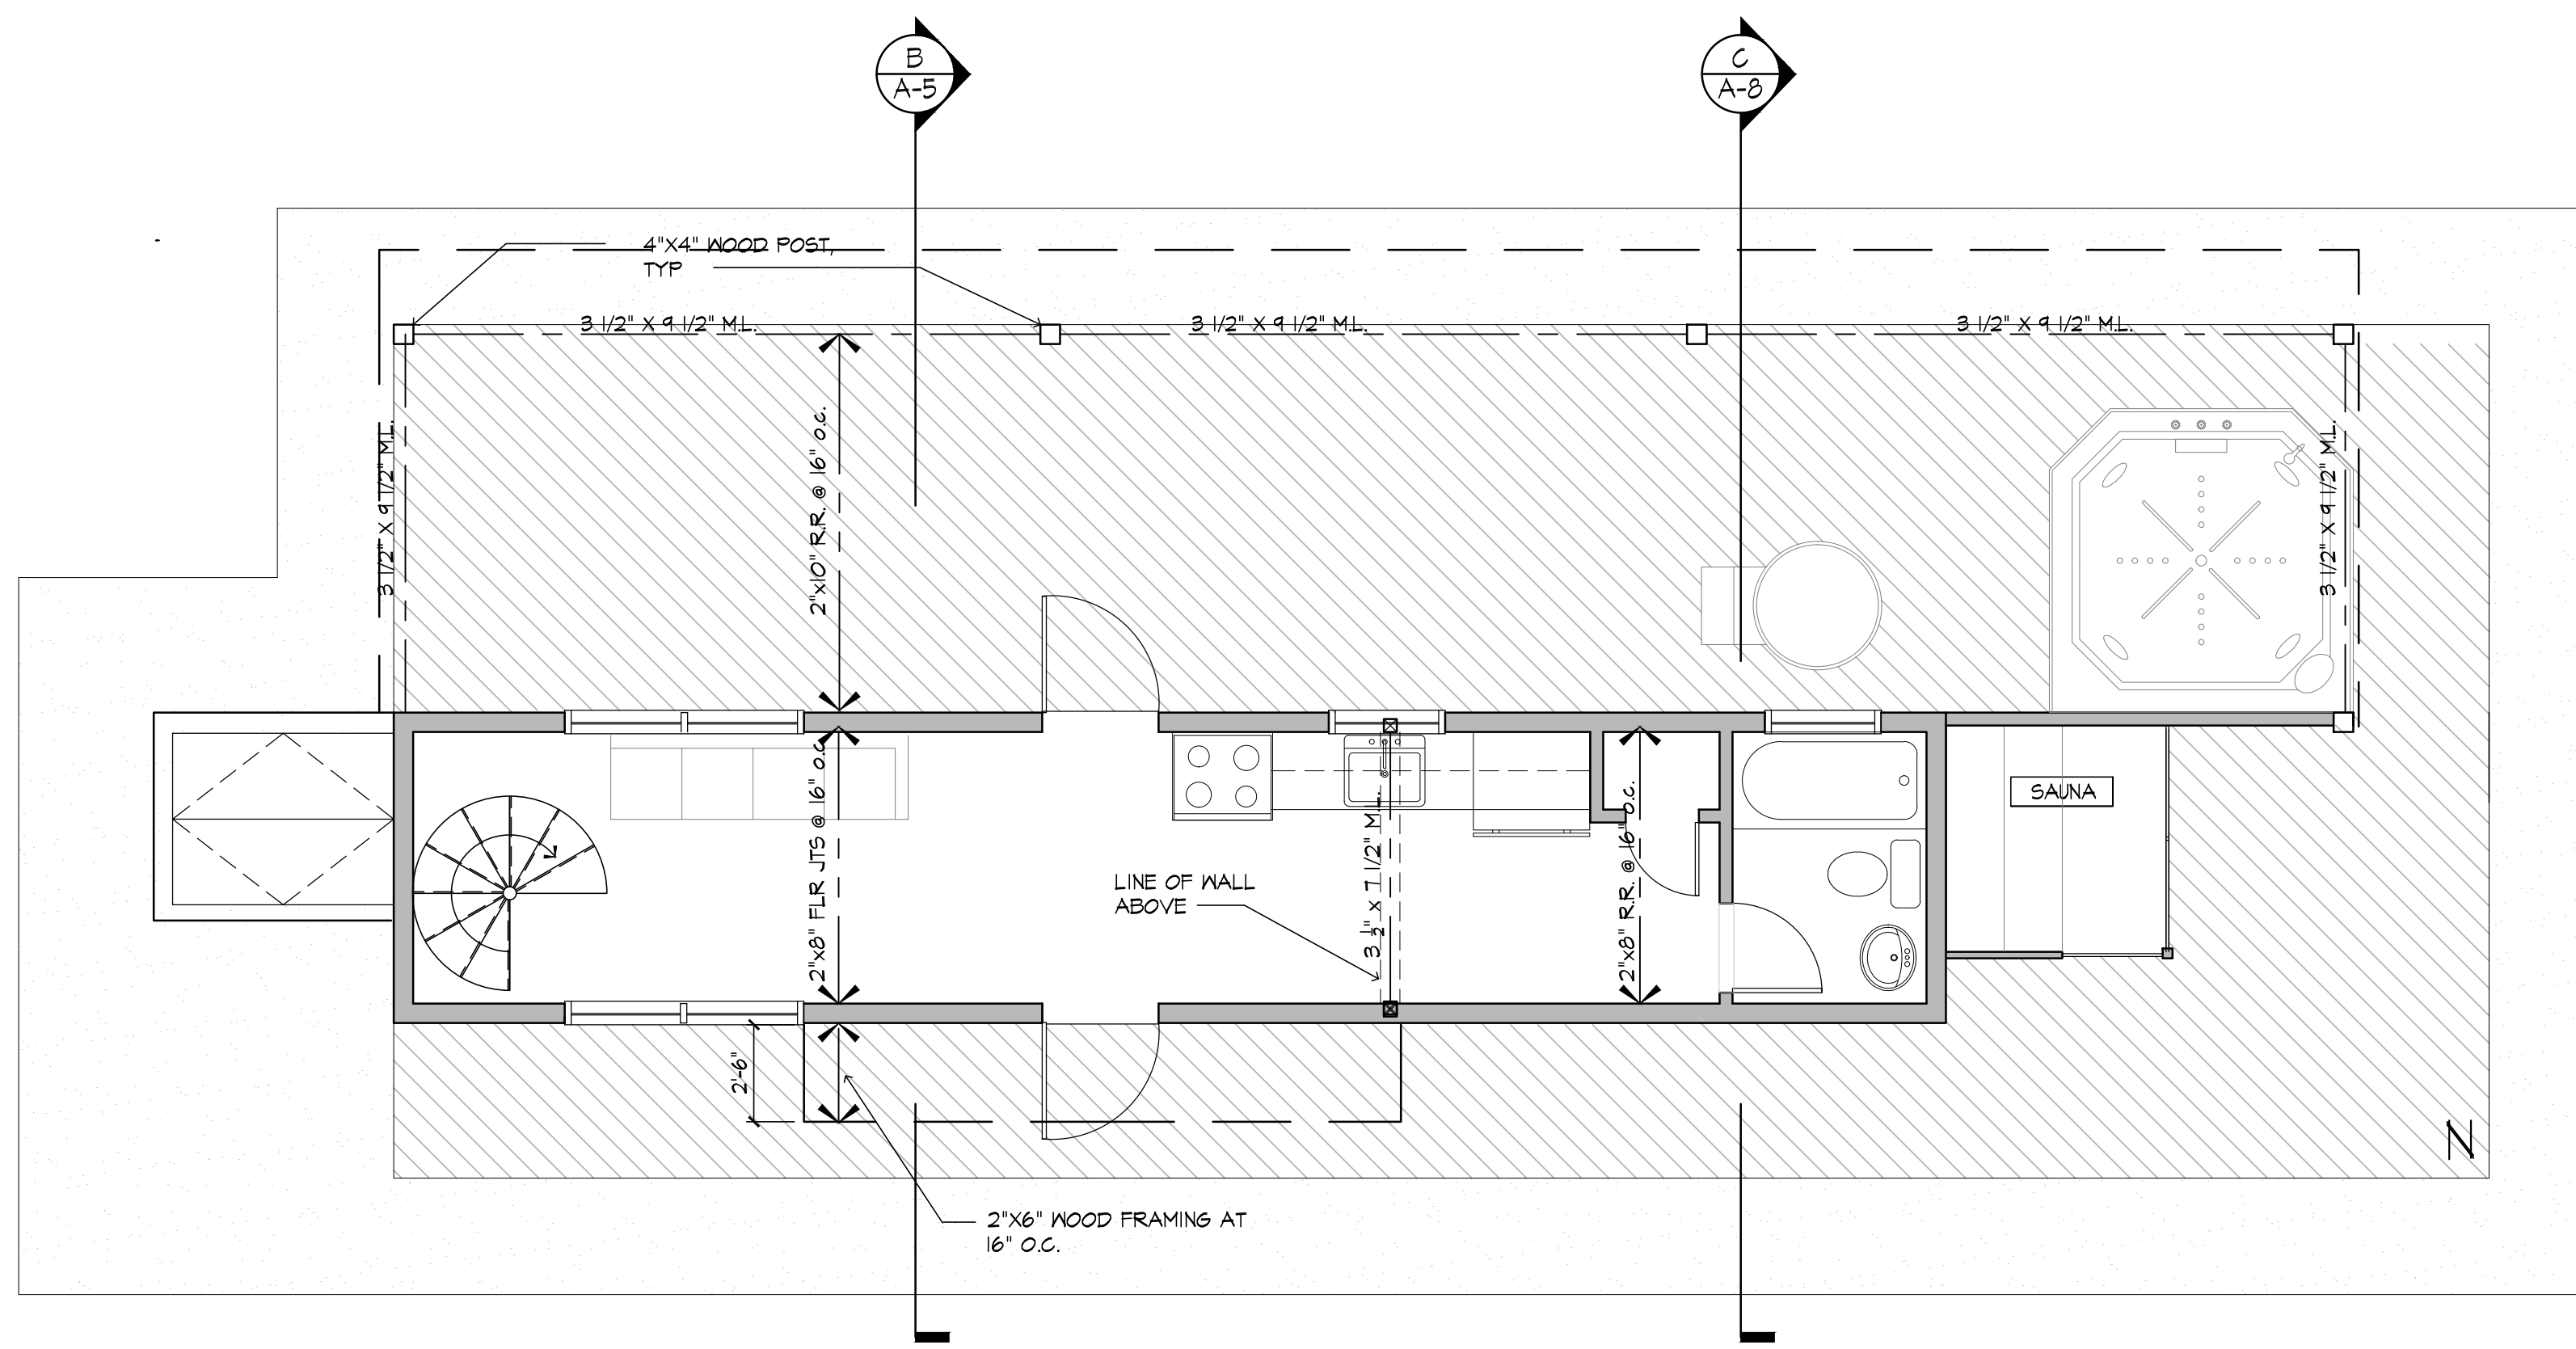 B
A-5
C
A-8
4"X4" WOOD POST,
TYP
3 1/2" X 9 1/2" M.L.
3 1/2" X 9 1/2" M.L.
3 1/2" X 9 1/2" M.L.
3 1/2" X 9 1/2" M.L.
2"x10" R.R. @ 16" o.c.
3 1/2" X 9 1/2" M.L.
2"x8" FLR JTS @ 16" o.c.
3 1/2" x 7 1/2" M.L.
2"x8" R.R. @ 16" o.c.
SAUNA
LINE OF WALL
ABOVE
2'-6"
N
2"X6" WOOD FRAMING AT
16" O.C.